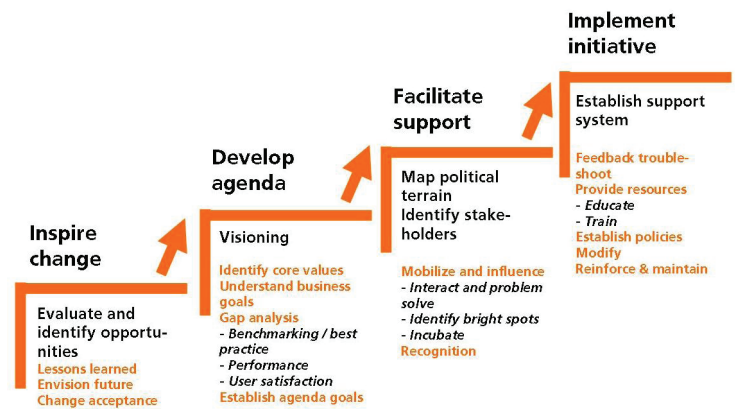 Inspire
change
Evaluate and
identify opportu-
nities
Lessons learned
Envision future
Change acceptance
Develop
agenda
Visioning
Identify core values
Understand business
goals
Gap analysis
- Benchmarking / best
practice
- Performance
- User satisfaction
Establish agenda goals
Facilitate
support
Map political
terrain
Identify stake-
holders
Mobilize and influence
- Interact and problem
solve
- Identify bright spots
- Incubate
Recognition
Implement
initiative
Establish support
system
Feedback trouble-
shoot
Provide resources
- Educate
- Train
Establish policies
Modify
Reinforce & maintain